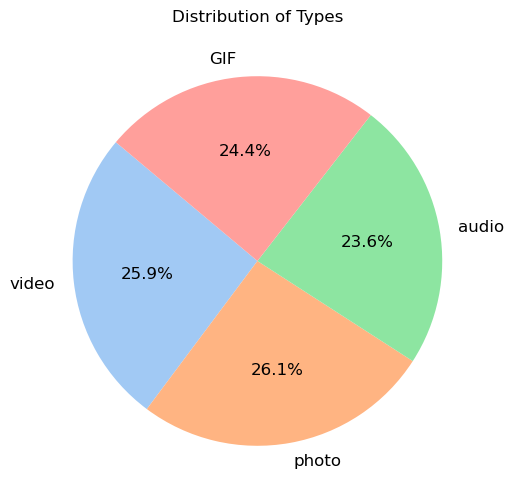 Distribution of Types
GIF
24.4%
audio
23.6%
video
25.9%
26.1%
photo